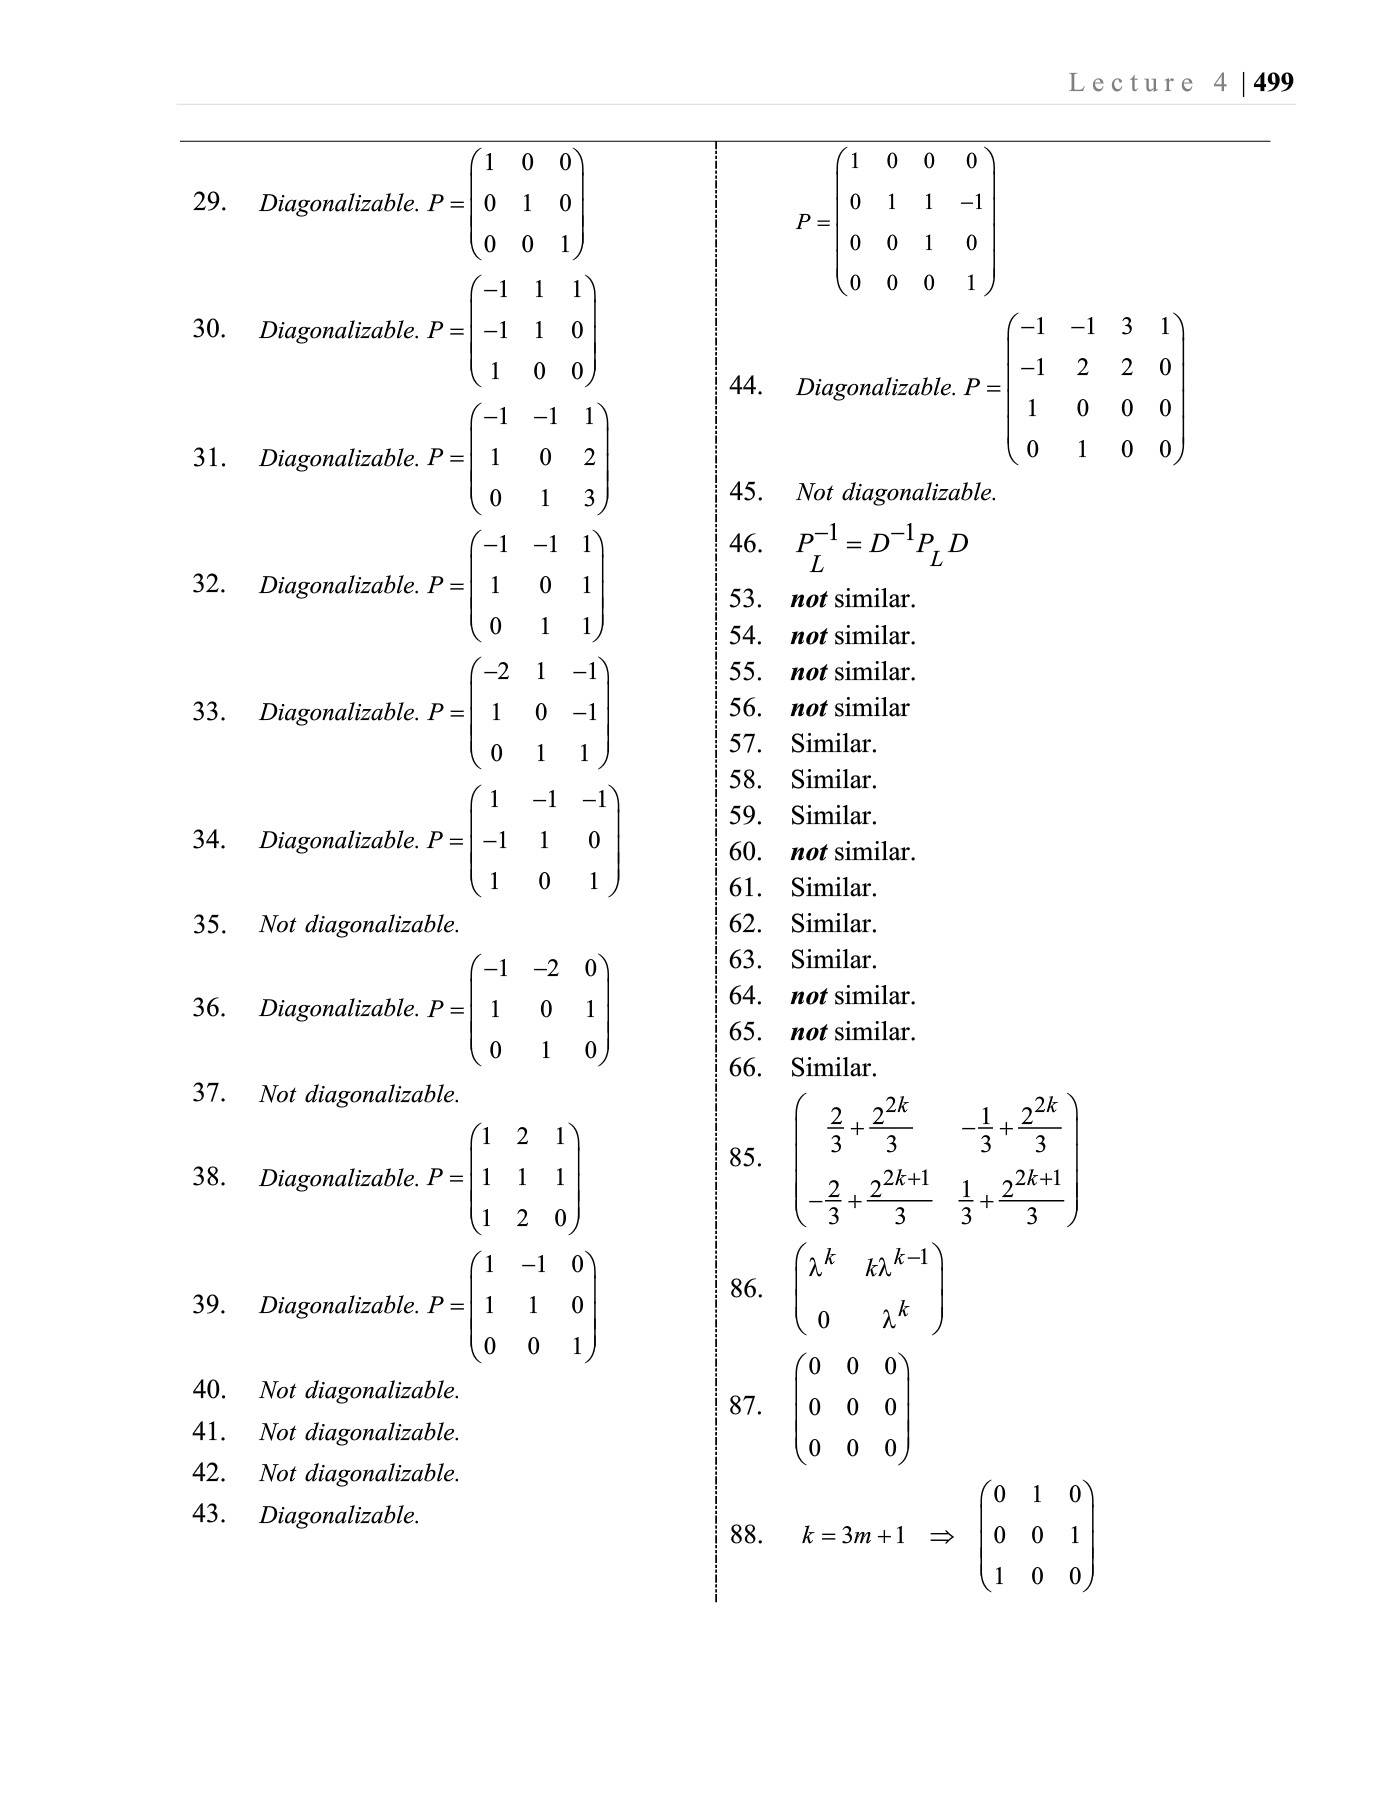 Lecture 4 | 499
29. Diagonalizable. P = \begin{pmatrix} 1 & 0 & 0 \\ 0 & 1 & 0 \\ 0 & 0 & 1 \end{pmatrix}
30. Diagonalizable. P = \begin{pmatrix} -1 & 1 & 1 \\ -1 & 1 & 0 \\ 1 & 0 & 0 \end{pmatrix}
31. Diagonalizable. P = \begin{pmatrix} -1 & -1 & 1 \\ 1 & 0 & 2 \\ 0 & 1 & 3 \end{pmatrix}
32. Diagonalizable. P = \begin{pmatrix} -1 & -1 & 1 \\ 1 & 0 & 1 \\ 0 & 1 & 1 \end{pmatrix}
33. Diagonalizable. P = \begin{pmatrix} -2 & 1 & -1 \\ 1 & 0 & -1 \\ 0 & 1 & 1 \end{pmatrix}
34. Diagonalizable. P = \begin{pmatrix} 1 & -1 & -1 \\ -1 & 1 & 0 \\ 1 & 0 & 1 \end{pmatrix}
35. Not diagonalizable.
36. Diagonalizable. P = \begin{pmatrix} -1 & -2 & 0 \\ 1 & 0 & 1 \\ 0 & 1 & 0 \end{pmatrix}
37. Not diagonalizable.
38. Diagonalizable. P = \begin{pmatrix} 1 & 2 & 1 \\ 1 & 1 & 1 \\ 1 & 2 & 0 \end{pmatrix}
39. Diagonalizable. P = \begin{pmatrix} 1 & -1 & 0 \\ 1 & 1 & 0 \\ 0 & 0 & 1 \end{pmatrix}
40. Not diagonalizable.
41. Not diagonalizable.
42. Not diagonalizable.
43. Diagonalizable.
P = \begin{pmatrix} 1 & 0 & 0 & 0 \\ 0 & 1 & 1 & -1 \\ 0 & 0 & 1 & 0 \\ 0 & 0 & 0 & 1 \end{pmatrix}
44. Diagonalizable. P = \begin{pmatrix} -1 & -1 & 3 & 1 \\ -1 & 2 & 2 & 0 \\ 1 & 0 & 0 & 0 \\ 0 & 1 & 0 & 0 \end{pmatrix}
45. Not diagonalizable.
46. P_L^{-1} = D^{-1} P_L D
53. not similar.
54. not similar.
55. not similar.
56. not similar
57. Similar.
58. Similar.
59. Similar.
60. not similar.
61. Similar.
62. Similar.
63. Similar.
64. not similar.
65. not similar.
66. Similar.
85. \begin{pmatrix} \frac{2}{3} + \frac{2^{2k}}{3} & -\frac{1}{3} + \frac{2^{2k}}{3} \\ -\frac{2}{3} + \frac{2^{2k+1}}{3} & \frac{1}{3} + \frac{2^{2k+1}}{3} \end{pmatrix}
86. \begin{pmatrix} λ^k & kλ^{k-1} \\ 0 & λ^k \end{pmatrix}
87. \begin{pmatrix} 0 & 0 & 0 \\ 0 & 0 & 0 \\ 0 & 0 & 0 \end{pmatrix}
88. k = 3m + 1 ⇒ \begin{pmatrix} 0 & 1 & 0 \\ 0 & 0 & 1 \\ 1 & 0 & 0 \end{pmatrix}